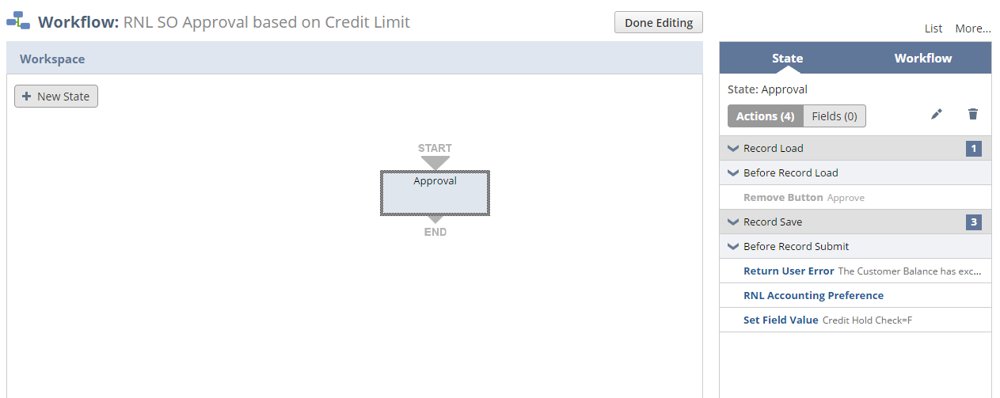 Workflow: RNL SO Approval based on Credit Limit
Done Editing
List More...
Workspace
State Workflow
New State
State: Approval
Actions (4) Fields (0)
START
Approval
END
Record Load 1
Before Record Load
Remove Button Approve
Record Save 3
Before Record Submit
Return User Error The Customer Balance has exc...
RNL Accounting Preference
Set Field Value Credit Hold Check=F